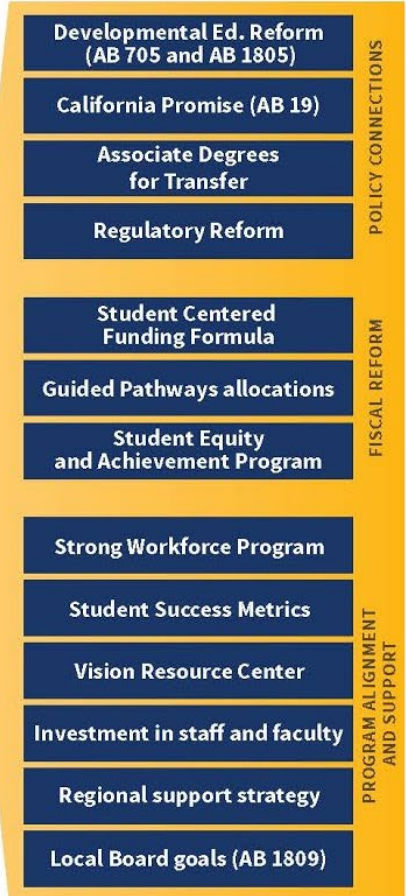 Developmental Ed. Reform
(AB 705 and AB 1805)
California Promise (AB 19)
Associate Degrees
for Transfer
Regulatory Reform
POLICY CONNECTIONS
Student Centered
Funding Formula
Guided Pathways allocations
Student Equity
and Achievement Program
FISCAL REFORM
Strong Workforce Program
Student Success Metrics
Vision Resource Center
Investment in staff and faculty
Regional support strategy
Local Board goals (AB 1809)
PROGRAM ALIGNMENT
AND SUPPORT